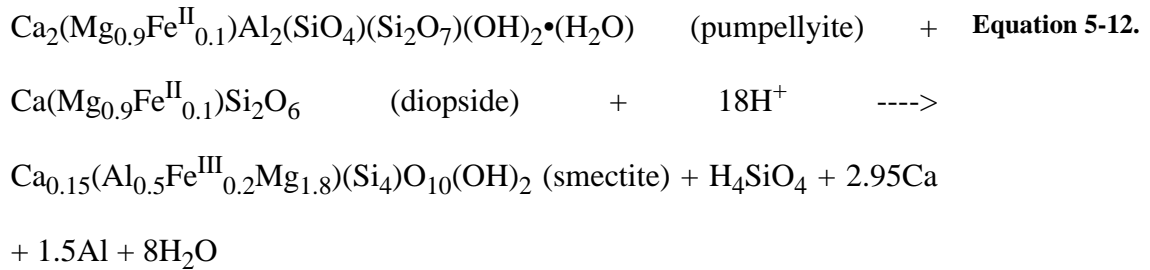 Ca₂(Mg₀.₉Feᴵᴵ₀.₁)Al₂(SiO₄)(Si₂O₇)(OH)₂•(H₂O) (pumpellyite) + Equation 5-12.
Ca(Mg₀.₉Feᴵᴵ₀.₁)Si₂O₆ (diopside) + 18H⁺ ---->
Ca₀.₁₅(Al₀.₅Feᴵᴵᴵ₀.₂Mg₁.₈)(Si₄)O₁₀(OH)₂ (smectite) + H₄SiO₄ + 2.95Ca
+ 1.5Al + 8H₂O